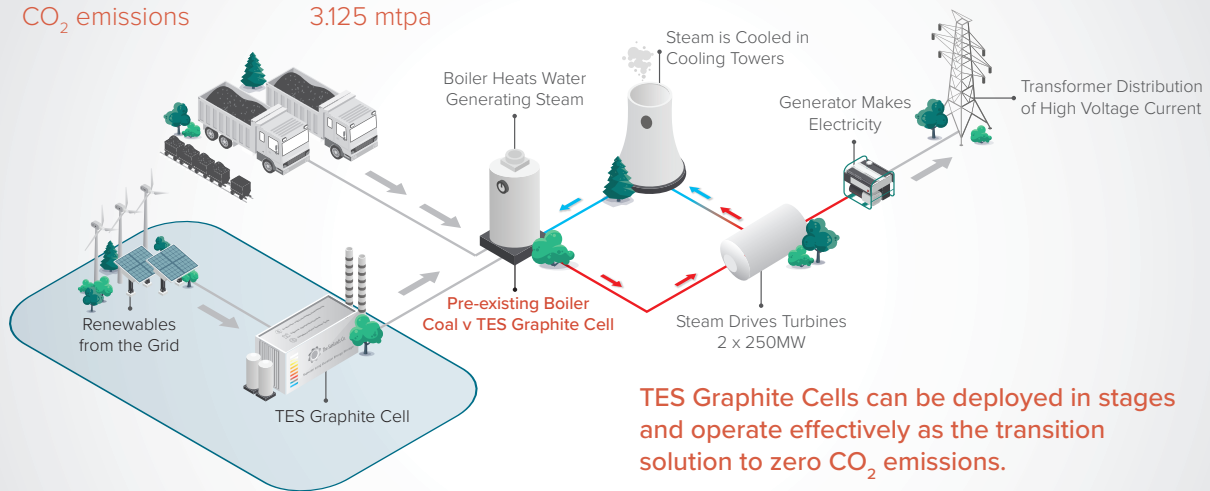 CO₂ emissions 3.125 mtpa
Steam is Cooled in
Cooling Towers
Boiler Heats Water
Generating Steam
Generator Makes
Electricity
Transformer Distribution
of High Voltage Current
Pre-existing Boiler
Coal v TES Graphite Cell
Steam Drives Turbines
2 x 250MW
Renewables
from the Grid
TES Graphite Cell
TES Graphite Cells can be deployed in stages
and operate effectively as the transition
solution to zero CO₂ emissions.